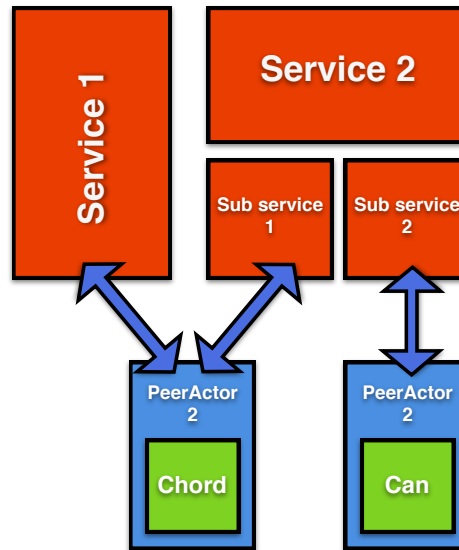 Service 1
Service 2
Sub service
1
Sub service
2
PeerActor
2
Chord
PeerActor
2
Can